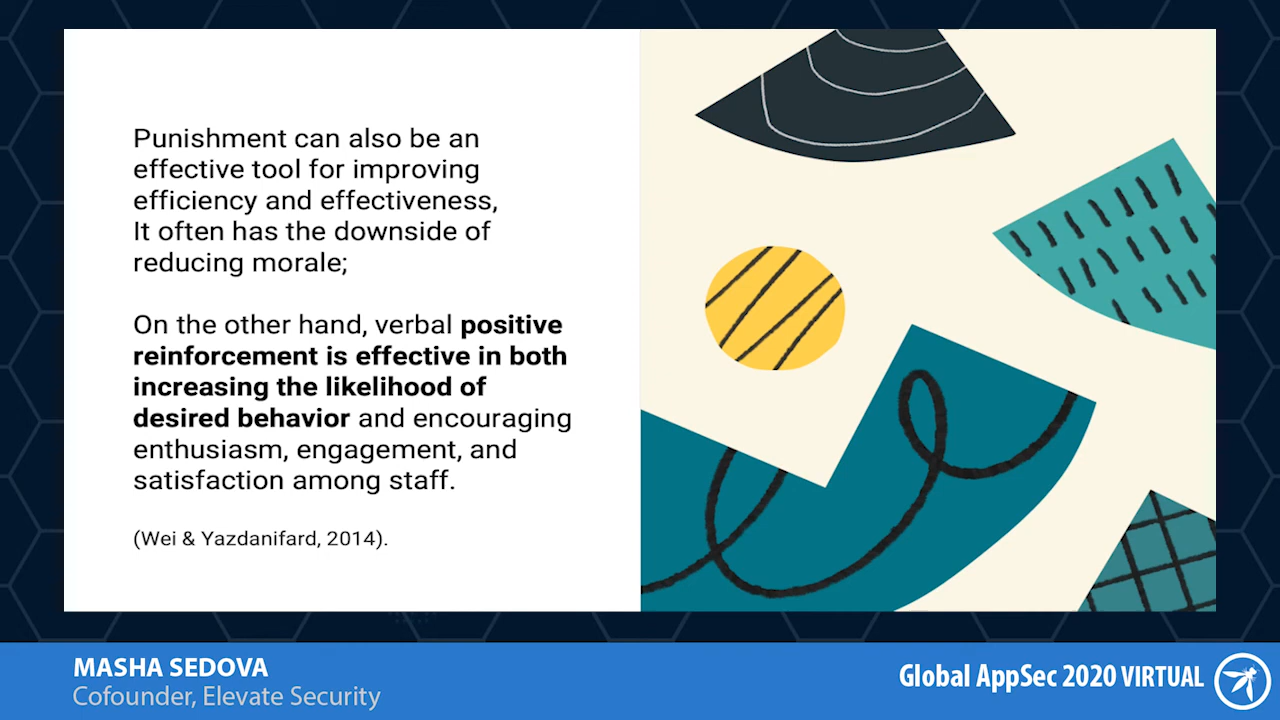 Punishment can also be an
effective tool for improving
efficiency and effectiveness,
It often has the downside of
reducing morale;
On the other hand, verbal positive
reinforcement is effective in both
increasing the likelihood of
desired behavior and encouraging
enthusiasm, engagement, and
satisfaction among staff.
(Wei & Yazdanifard, 2014).
MASHA SEDOVA
Cofounder, Elevate Security
Global AppSec 2020 VIRTUAL